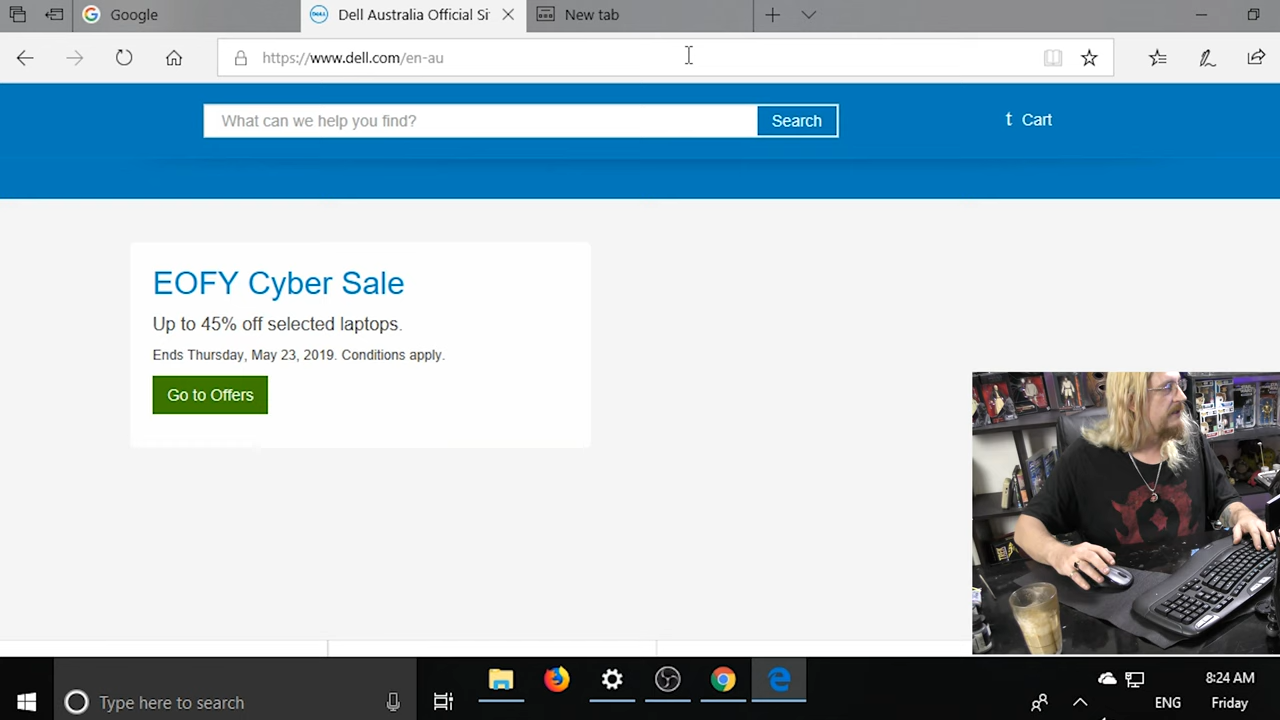 Google
Dell Australia Official Si
New tab
https://www.dell.com/en-au
What can we help you find?
Search
t Cart
EOFY Cyber Sale
Up to 45% off selected laptops.
Ends Thursday, May 23, 2019. Conditions apply.
Go to Offers
Type here to search
8:24 AM
ENG
Friday